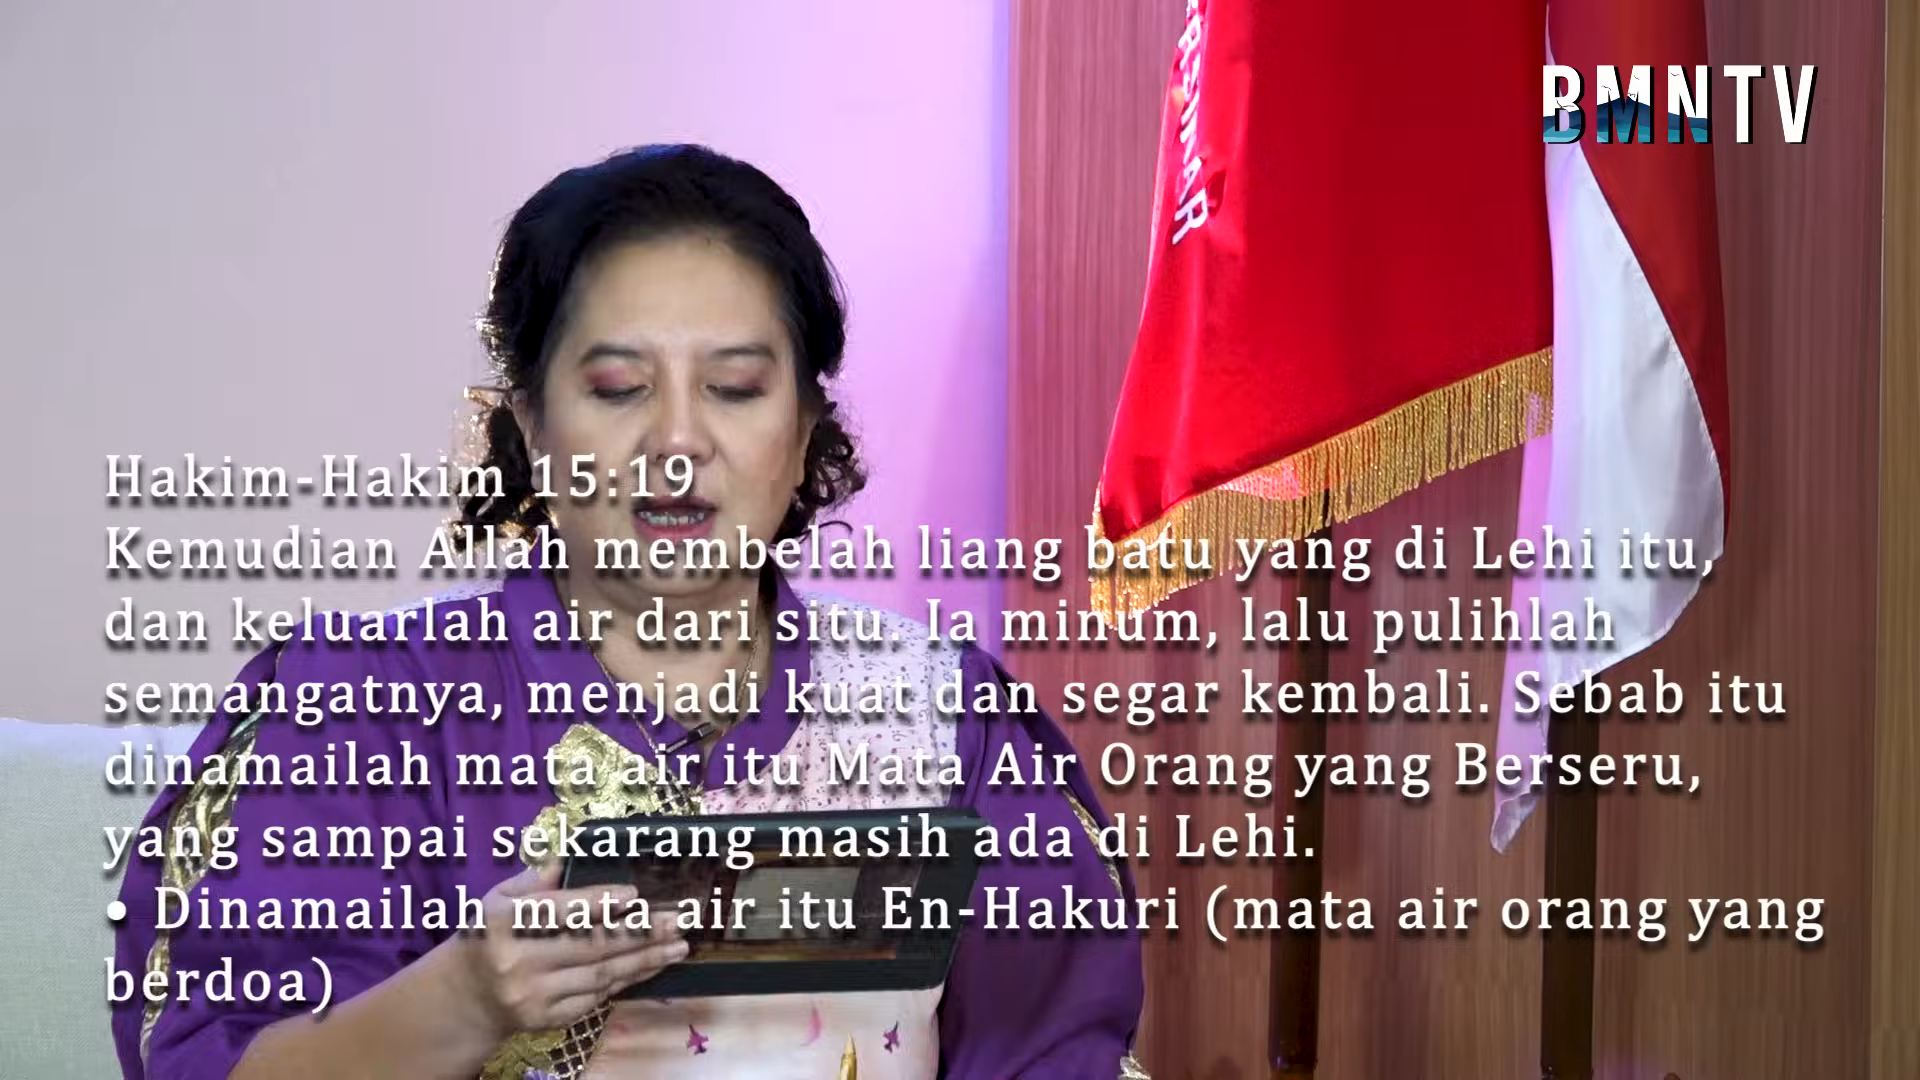 BMNTV
Hakim-Hakim 15:19
Kemudian Allah membelah liang batu yang di Lehi itu,
dan keluarlah air dari situ. Ia minum, lalu pulihlah
semangatnya, menjadi kuat dan segar kembali. Sebab itu
dinamailah mata air itu Mata Air Orang yang Berseru,
yang sampai sekarang masih ada di Lehi.
• Dinamailah mata air itu En-Hakuri (mata air orang yang
berdoa)